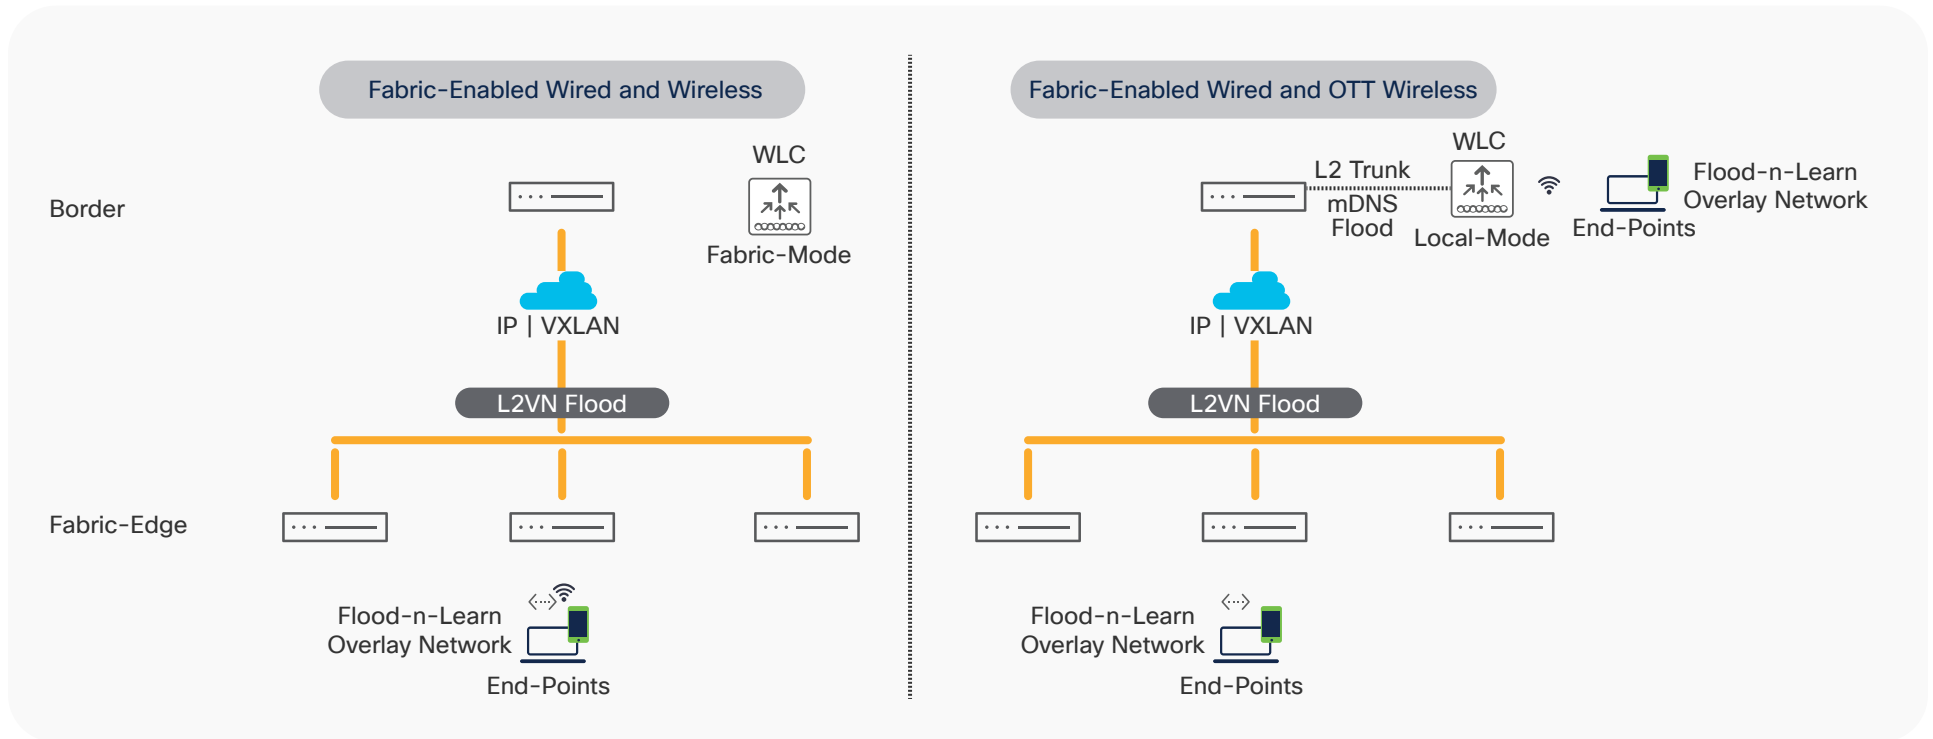 Fabric-Enabled Wired and Wireless
WLC
Border
Fabric-Mode
IP | VXLAN
L2VN Flood
Fabric-Edge
Flood-n-Learn
Overlay Network
End-Points
Fabric-Enabled Wired and OTT Wireless
WLC
L2 Trunk
mDNS
Flood
Local-Mode
End-Points
Flood-n-Learn
Overlay Network
IP | VXLAN
L2VN Flood
Flood-n-Learn
Overlay Network
End-Points